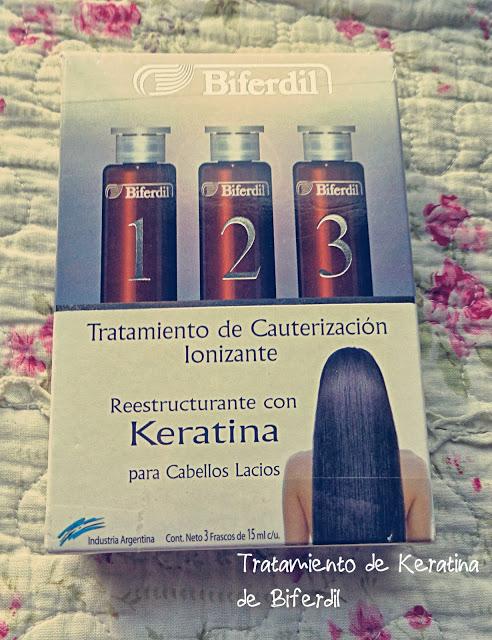 Biferdil
Biferdil Biferdil Biferdil
1 2 3
Tratamiento de Cauterización
Ionizante
Reestructurante con
Keratina
para Cabellos Lacios
Industria Argentina Cont. Neto 3 Frascos de 15 ml c/u.
Tratamiento de Keratina
de Biferdil